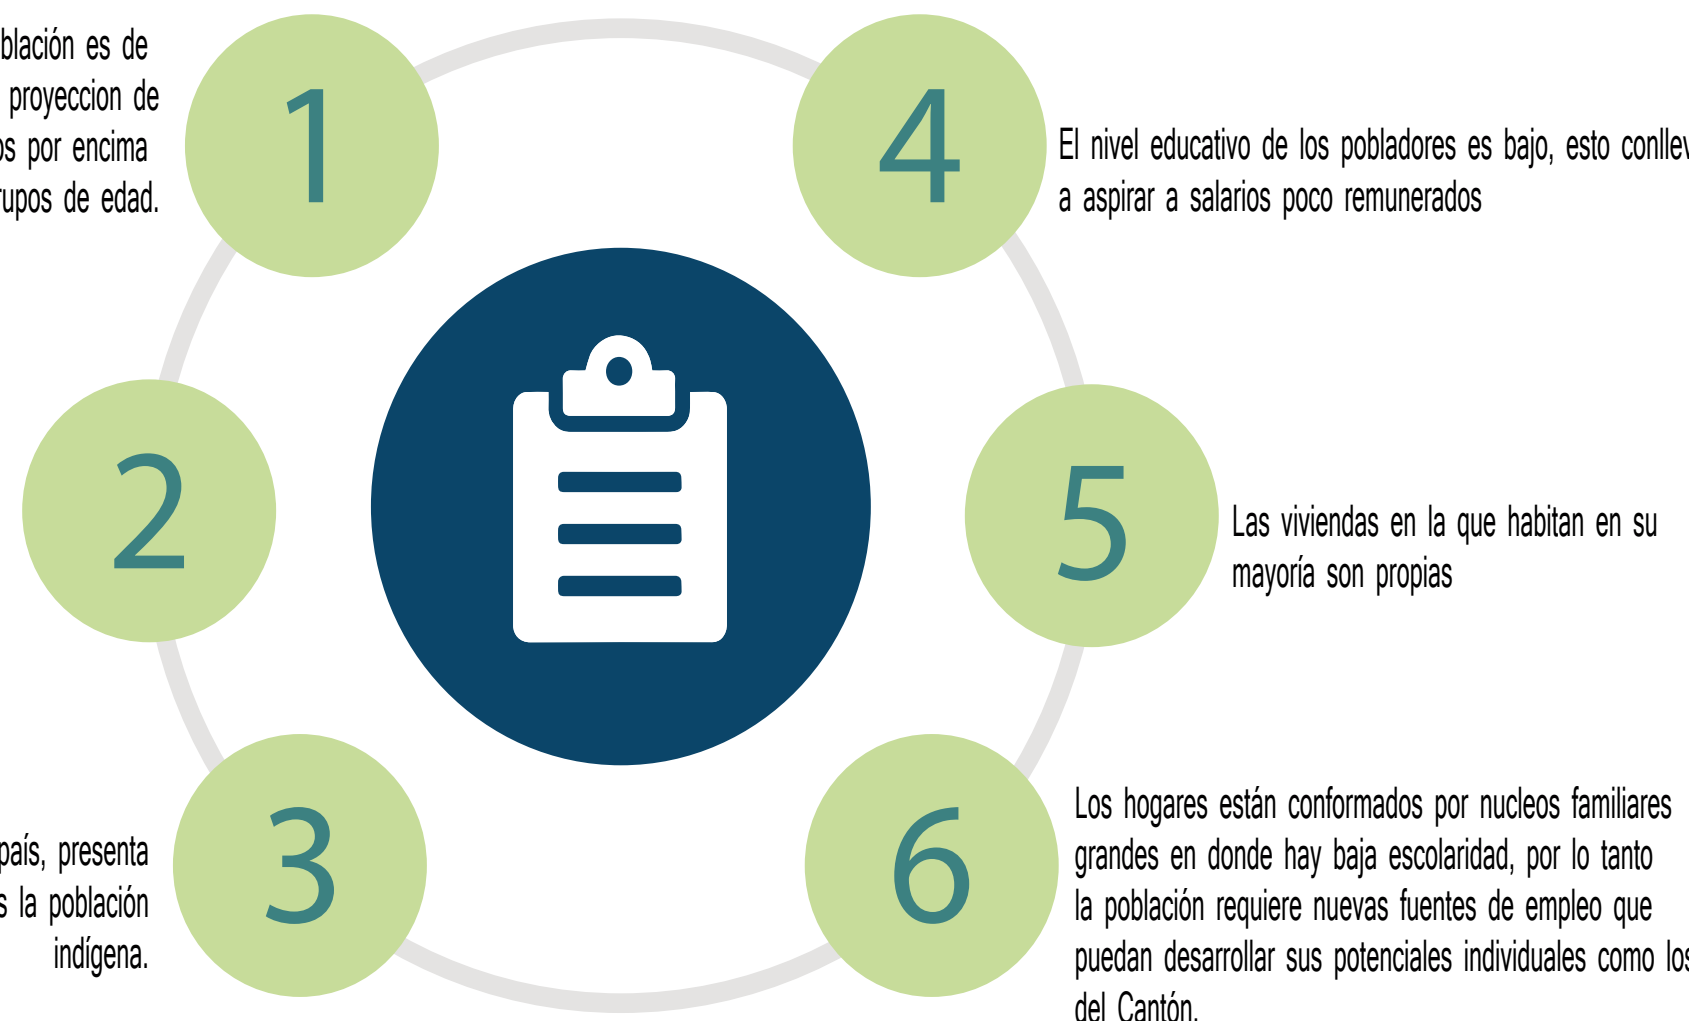 1
blación es de
proyeccion de
os por encima
rupos de edad.
2
3
país, presenta
s la población
indígena.
4
El nivel educativo de los pobladores es bajo, esto conllev
a aspirar a salarios poco remunerados
5
Las viviendas en la que habitan en su
mayoría son propias
6
Los hogares están conformados por nucleos familiares
grandes en donde hay baja escolaridad, por lo tanto
la población requiere nuevas fuentes de empleo que
puedan desarrollar sus potenciales individuales como los
del Cantón.